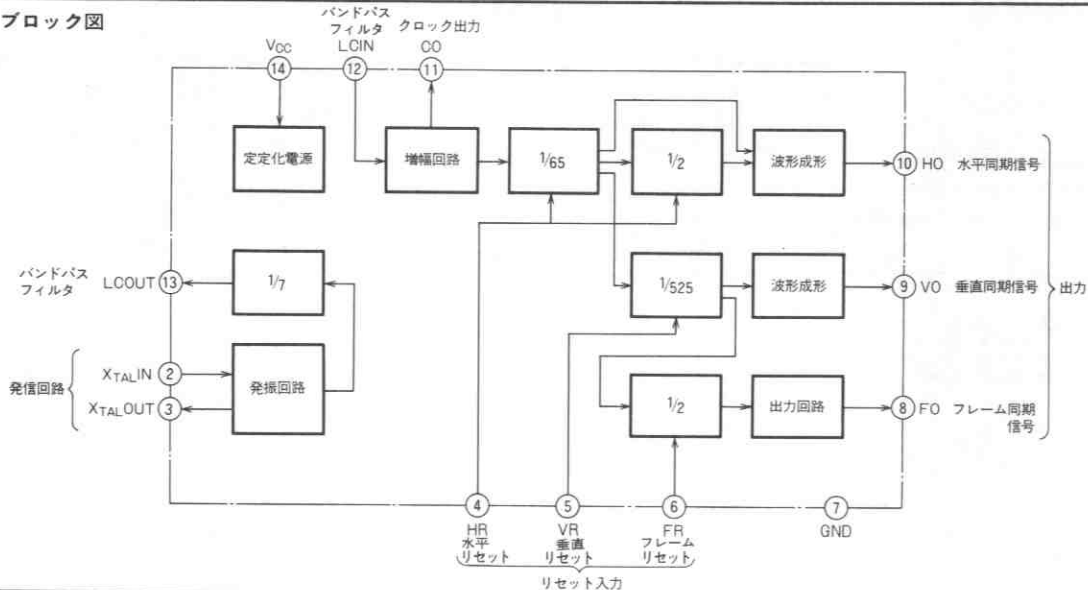 ブロック図
バンドパス
フィルタ
LCIN
クロック出力
CO
VCC
14
12
11
定定化電源
増幅回路
1/65
1/2
波形成形
10 HO 水平同期信号
バンドパス
フィルタ
LCOUT 13
1/7
1/525
波形成形
9 VO 垂直同期信号
出力
発信回路
XTALIN 2
XTALOUT 3
発振回路
1/2
出力回路
8 FO フレーム同期
信号
4
HR
水平
リセット
5
VR
垂直
リセット
6
FR
フレーム
リセット
7
GND
リセット入力